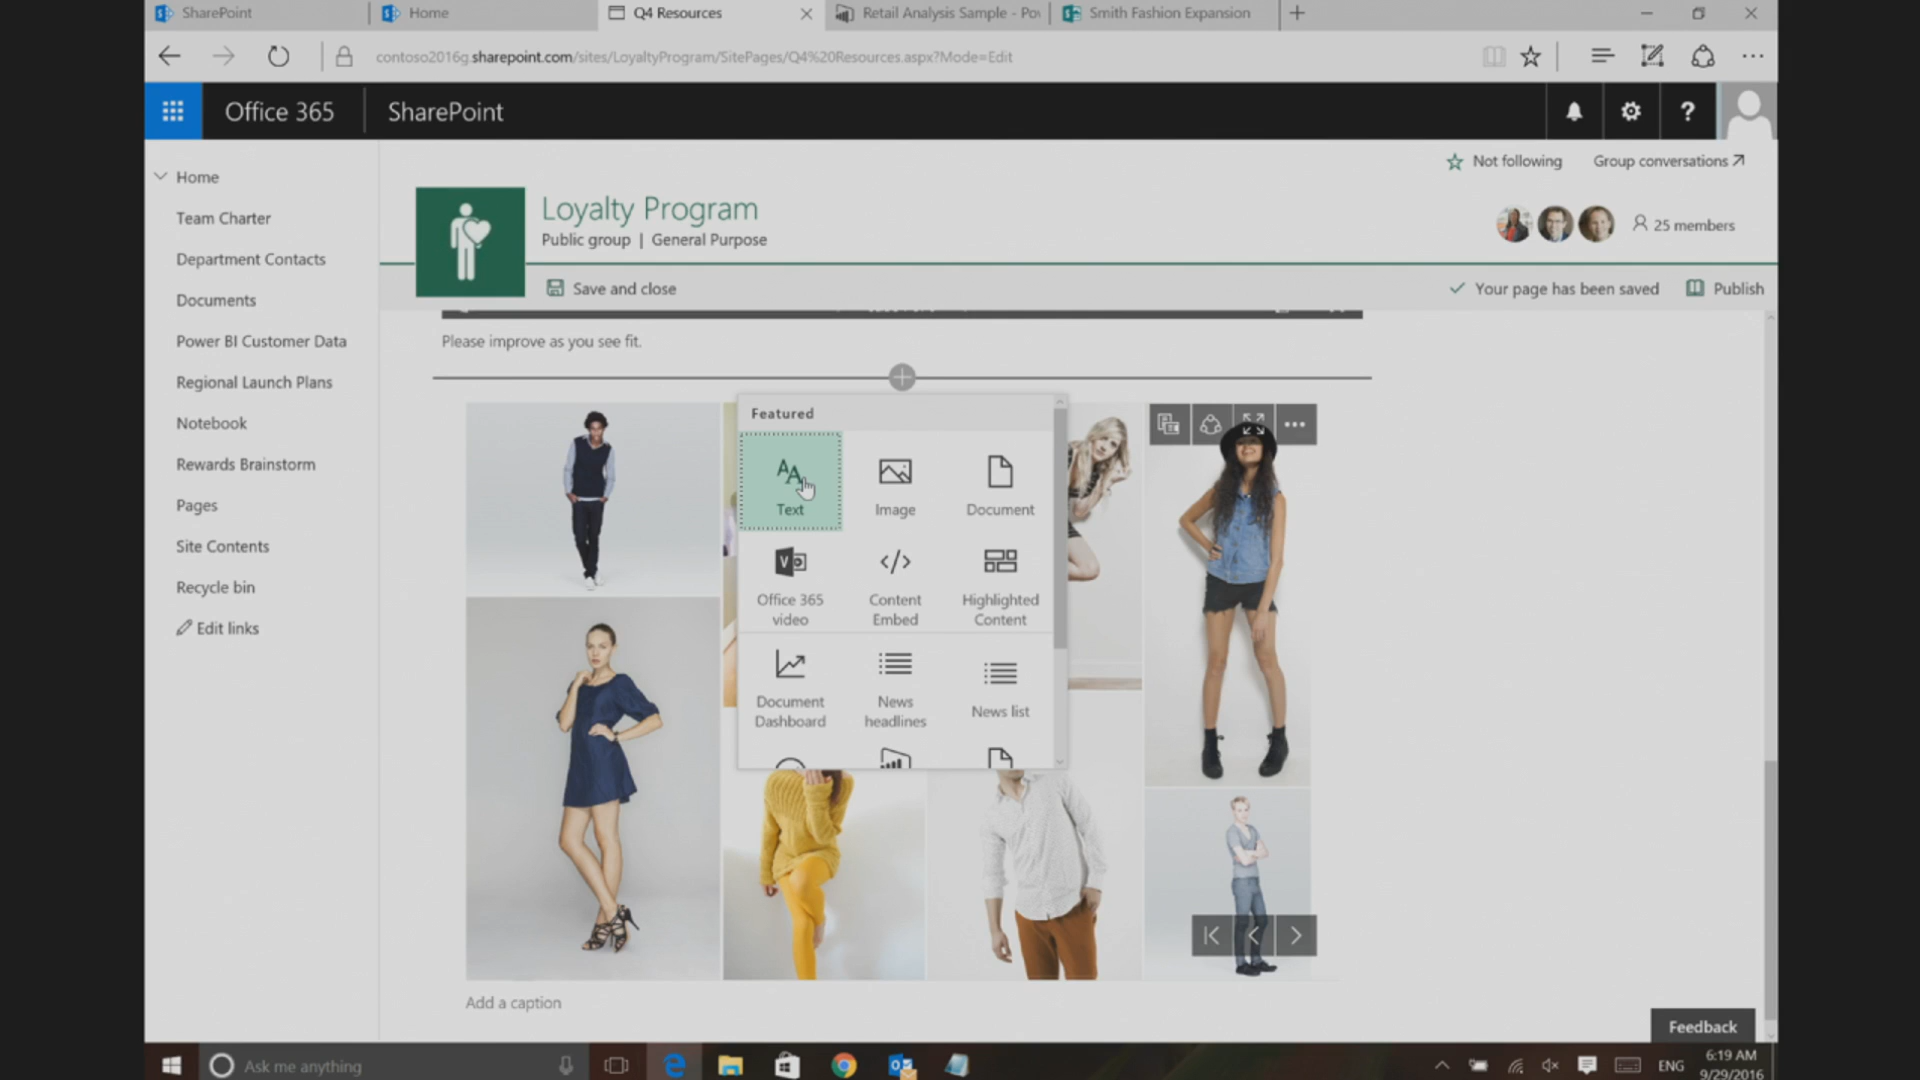 SharePoint
Home
Q4 Resources
Retail Analysis Sample - Po
Smith Fashion Expansion
contoso2016g.sharepoint.com/sites/LoyaltyProgram/SitePages/Q4%20Resources.aspx?Mode=Edit
Office 365
SharePoint
?
Not following
Group conversations
Home
Team Charter
Department Contacts
Documents
Power BI Customer Data
Regional Launch Plans
Notebook
Rewards Brainstorm
Pages
Site Contents
Recycle bin
Edit links
Loyalty Program
Public group | General Purpose
25 members
Save and close
Your page has been saved
Publish
Please improve as you see fit.
Featured
Text
Image
Document
Office 365
video
Content
Embed
Highlighted
Content
Document
Dashboard
News
headlines
News list
Add a caption
Feedback
Ask me anything
ENG
6:19 AM
9/29/2016